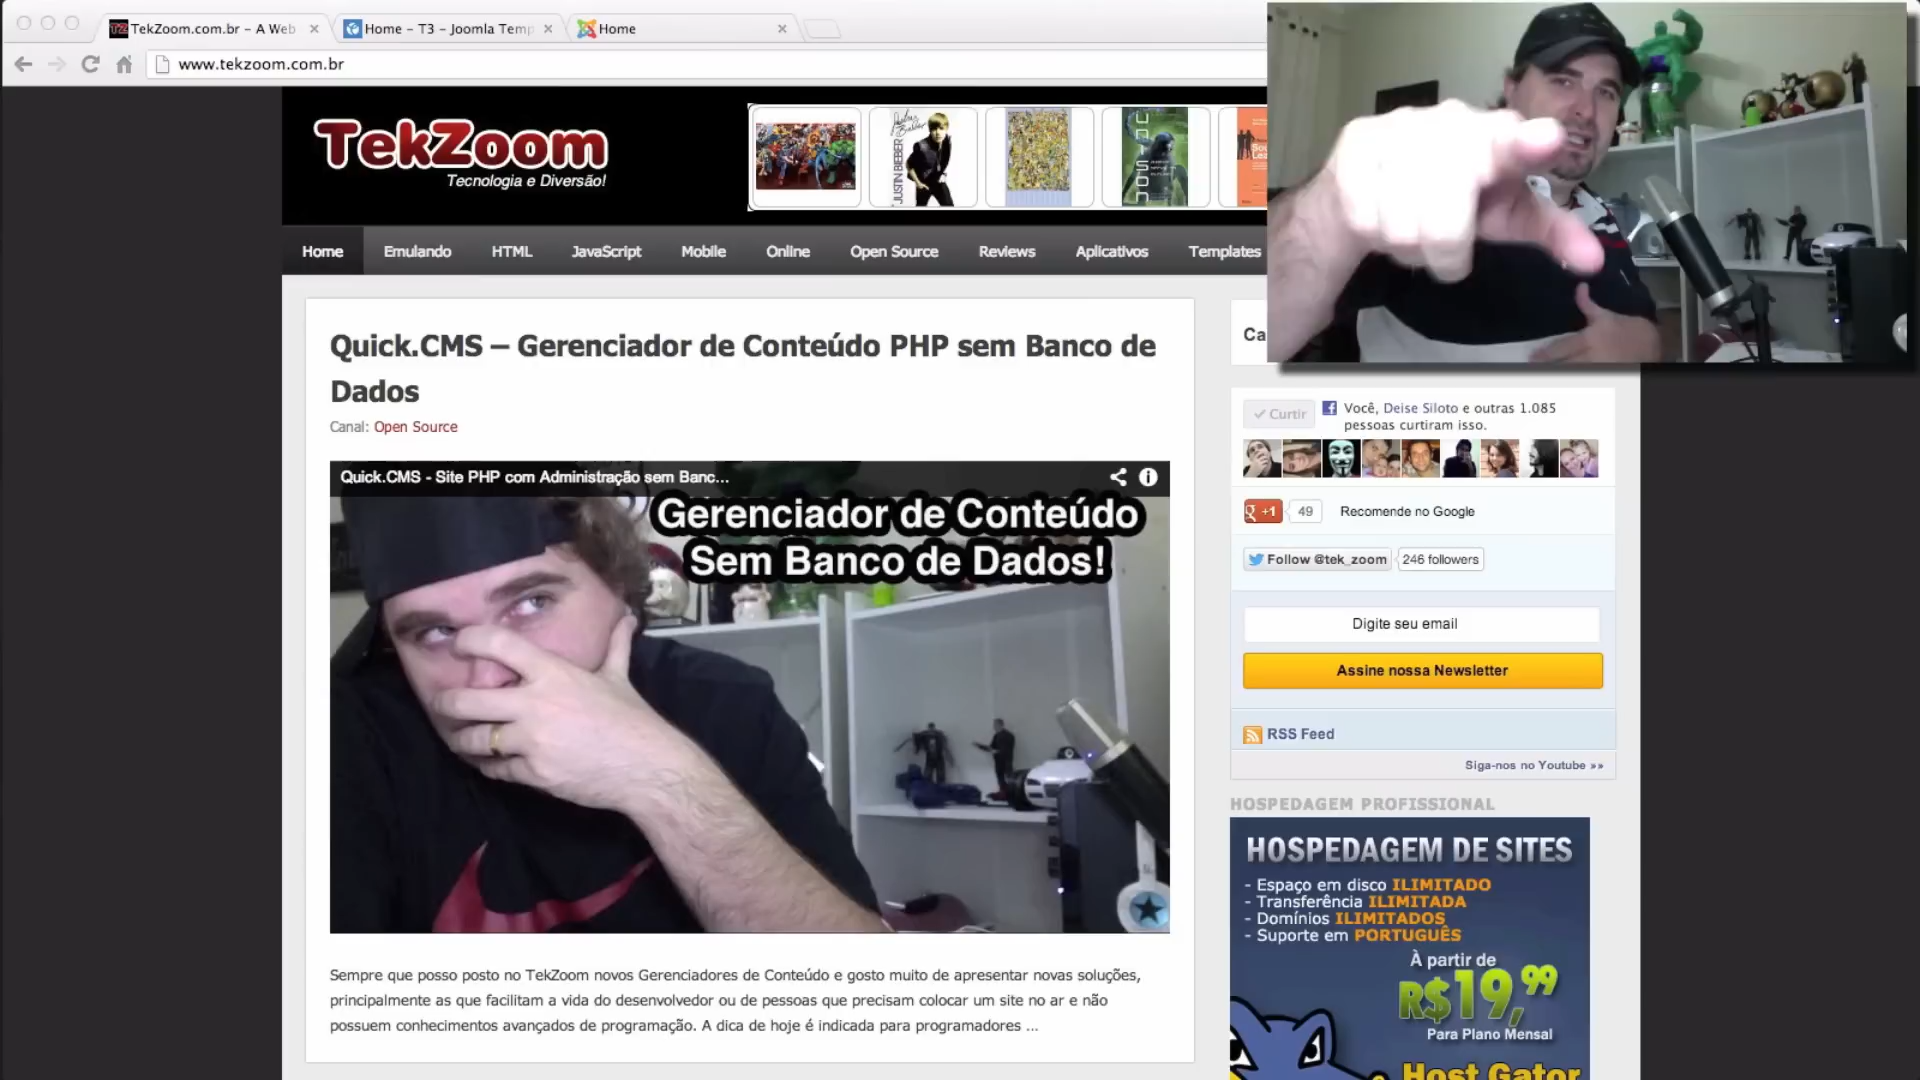 TekZoom.com.br – A Web
Home – T3 – Joomla Temp
Home
www.tekzoom.com.br
TekZoom
Tecnologia e Diversão!
JUSTIN BIEBER
UNISON
Home
Emulando
HTML
JavaScript
Mobile
Online
Open Source
Reviews
Aplicativos
Templates
Quick.CMS – Gerenciador de Conteúdo PHP sem Banco de
Dados
Canal: Open Source
Quick.CMS - Site PHP com Administração sem Banc...
Gerenciador de Conteúdo
Sem Banco de Dados!
Sempre que posso posto no TekZoom novos Gerenciadores de Conteúdo e gosto muito de apresentar novas soluções,
principalmente as que facilitam a vida do desenvolvedor ou de pessoas que precisam colocar um site no ar e não
possuem conhecimentos avançados de programação. A dica de hoje é indicada para programadores ...
Ca
Curtir
Você, Deise Siloto e outras 1.085
pessoas curtiram isso.
+1
49
Recomende no Google
Follow @tek_zoom
246 followers
Digite seu email
Assine nossa Newsletter
RSS Feed
Siga-nos no Youtube »»
HOSPEDAGEM PROFISSIONAL
HOSPEDAGEM DE SITES
- Espaço em disco ILIMITADO
- Transferência ILIMITADA
- Domínios ILIMITADOS
- Suporte em PORTUGUÊS
À partir de
R$19,99
Para Plano Mensal
Host Gator